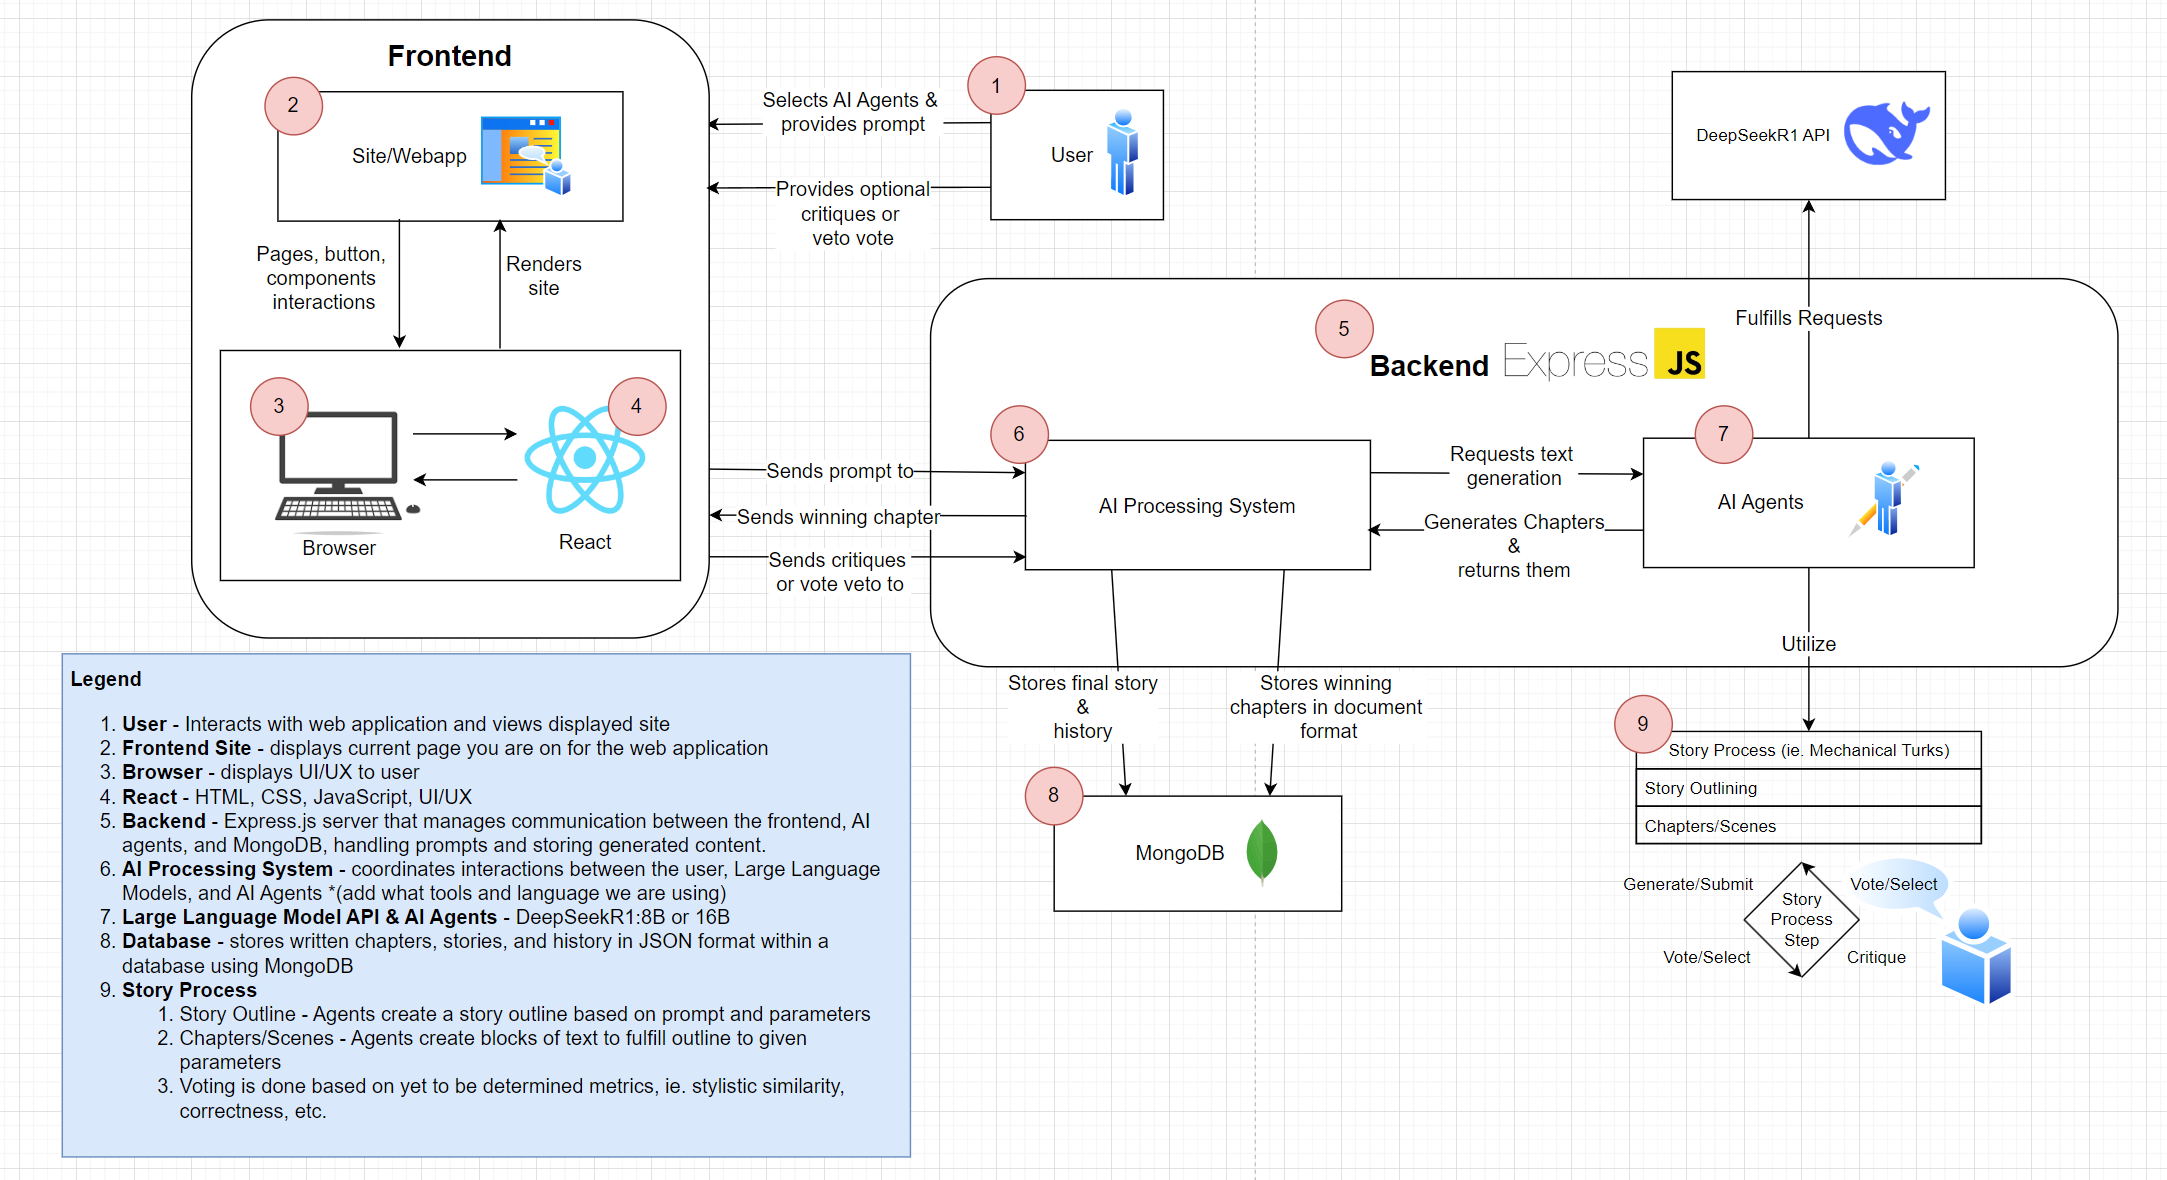 Frontend
2
Site/Webapp
Pages, button,
components
interactions
Renders
site
3
4
Browser
React
Selects AI Agents &
provides prompt
Provides optional
critiques or
veto vote
1
User
DeepSeekR1 API
Fulfills Requests
5
Backend Express JS
6
AI Processing System
Sends prompt to
Sends winning chapter
Sends critiques
or vote veto to
Requests text
generation
Generates Chapters
&
returns them
7
AI Agents
Utilize
Stores final story
&
history
Stores winning
chapters in document
format
8
MongoDB
9
Story Process (ie. Mechanical Turks)
Story Outlining
Chapters/Scenes
Generate/Submit
Vote/Select
Story
Process
Step
Vote/Select
Critique
Legend
1. User - Interacts with web application and views displayed site
2. Frontend Site - displays current page you are on for the web application
3. Browser - displays UI/UX to user
4. React - HTML, CSS, JavaScript, UI/UX
5. Backend - Express.js server that manages communication between the frontend, AI
agents, and MongoDB, handling prompts and storing generated content.
6. AI Processing System - coordinates interactions between the user, Large Language
Models, and AI Agents *(add what tools and language we are using)
7. Large Language Model API & AI Agents - DeepSeekR1:8B or 16B
8. Database - stores written chapters, stories, and history in JSON format within a
database using MongoDB
9. Story Process
1. Story Outline - Agents create a story outline based on prompt and parameters
2. Chapters/Scenes - Agents create blocks of text to fulfill outline to given
parameters
3. Voting is done based on yet to be determined metrics, ie. stylistic similarity,
correctness, etc.